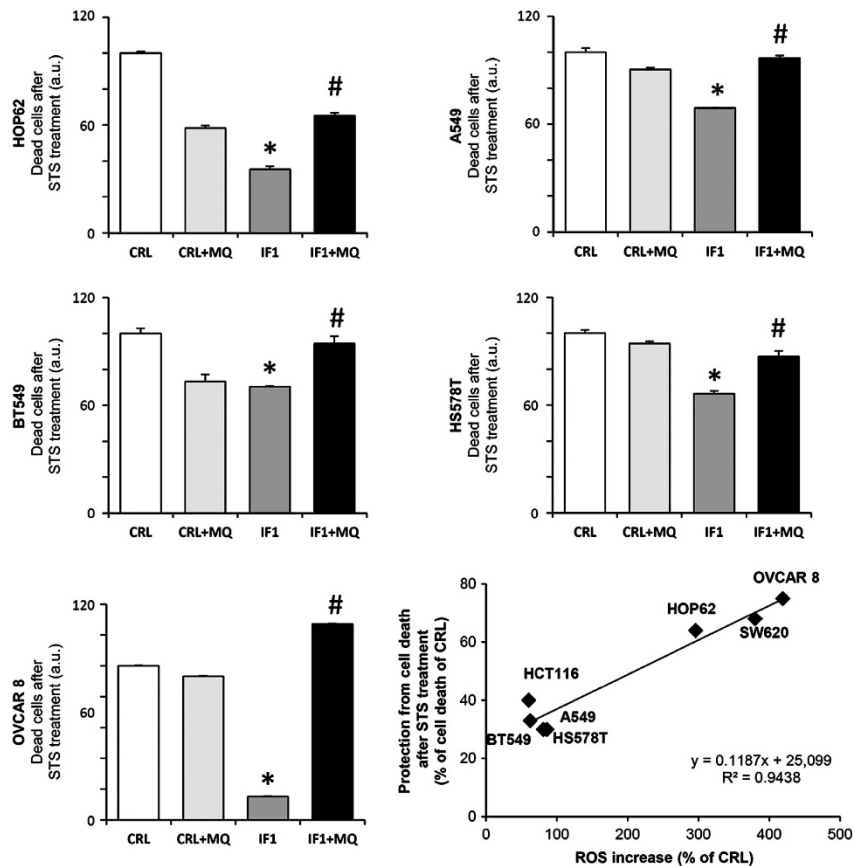 HOP62
Dead cells after
STS treatment (a.u.)
120
60
0
*
#
CRL
CRL+MQ
IF1
IF1+MQ
A549
Dead cells after
STS treatment (a.u.)
120
60
0
*
#
CRL
CRL+MQ
IF1
IF1+MQ
BT549
Dead cells after
STS treatment (a.u.)
120
60
0
*
#
CRL
CRL+MQ
IF1
IF1+MQ
HS578T
Dead cells after
STS treatment (a.u.)
120
60
0
*
#
CRL
CRL+MQ
IF1
IF1+MQ
OVCAR 8
Dead cells after
STS treatment (a.u.)
120
60
0
*
#
CRL
CRL+MQ
IF1
IF1+MQ
Protection from cell death
after STS treatment
(% of cell death of CRL)
80
60
40
20
0
OVCAR 8
HOP62
SW620
HCT116
A549
BT549
HS578T
y = 0.1187x + 25,099
R² = 0.9438
0
100
200
300
400
500
ROS increase (% of CRL)